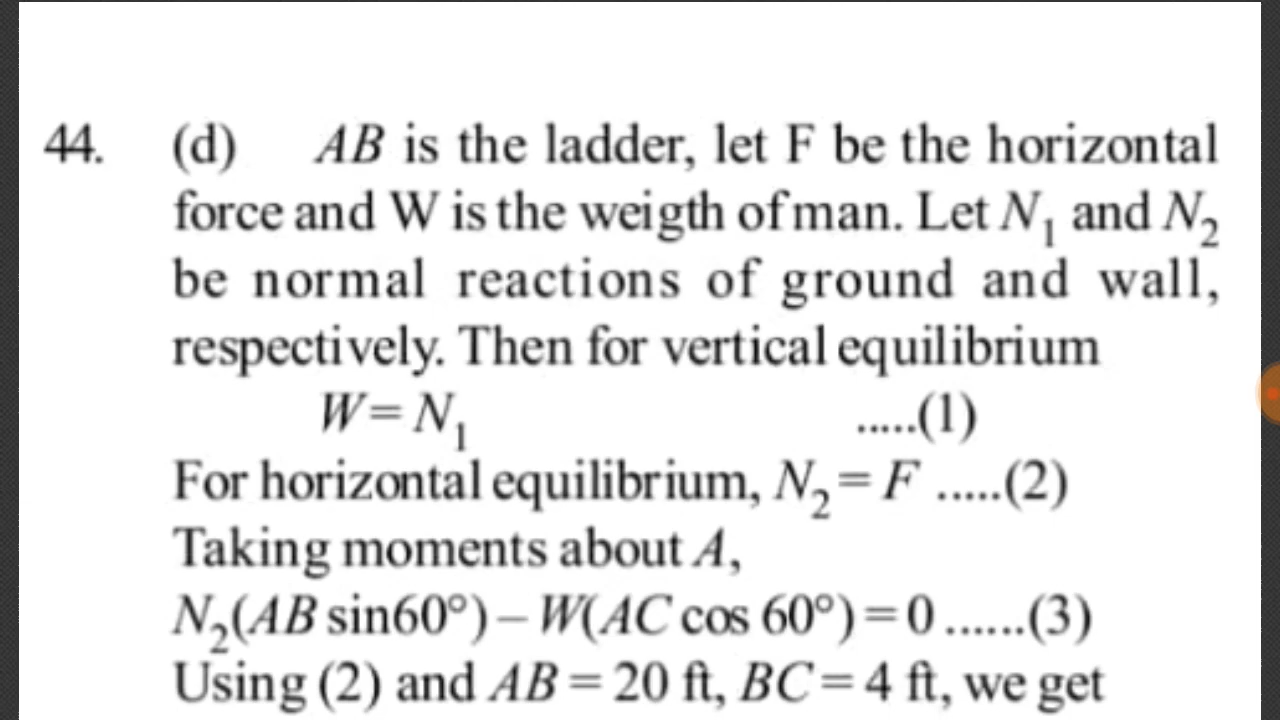 44. (d) AB is the ladder, let F be the horizontal
force and W is the weigth of man. Let N₁ and N₂
be normal reactions of ground and wall,
respectively. Then for vertical equilibrium
W = N₁ .....(1)
For horizontal equilibrium, N₂ = F .....(2)
Taking moments about A,
N₂(AB sin60°) – W(AC cos 60°) = 0 ......(3)
Using (2) and AB = 20 ft, BC = 4 ft, we get